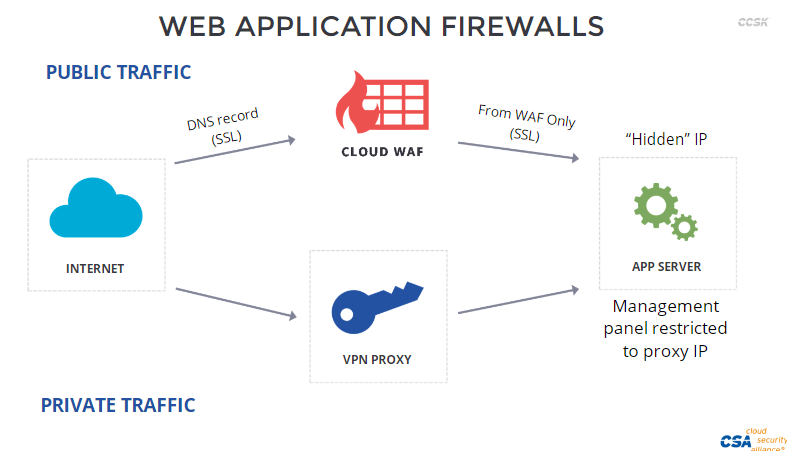 WEB APPLICATION FIREWALLS
CCSK
PUBLIC TRAFFIC
DNS record
(SSL)
CLOUD WAF
From WAF Only
(SSL)
“Hidden” IP
INTERNET
APP SERVER
Management
panel restricted
to proxy IP
VPN PROXY
PRIVATE TRAFFIC
CSA cloud
security
alliance®